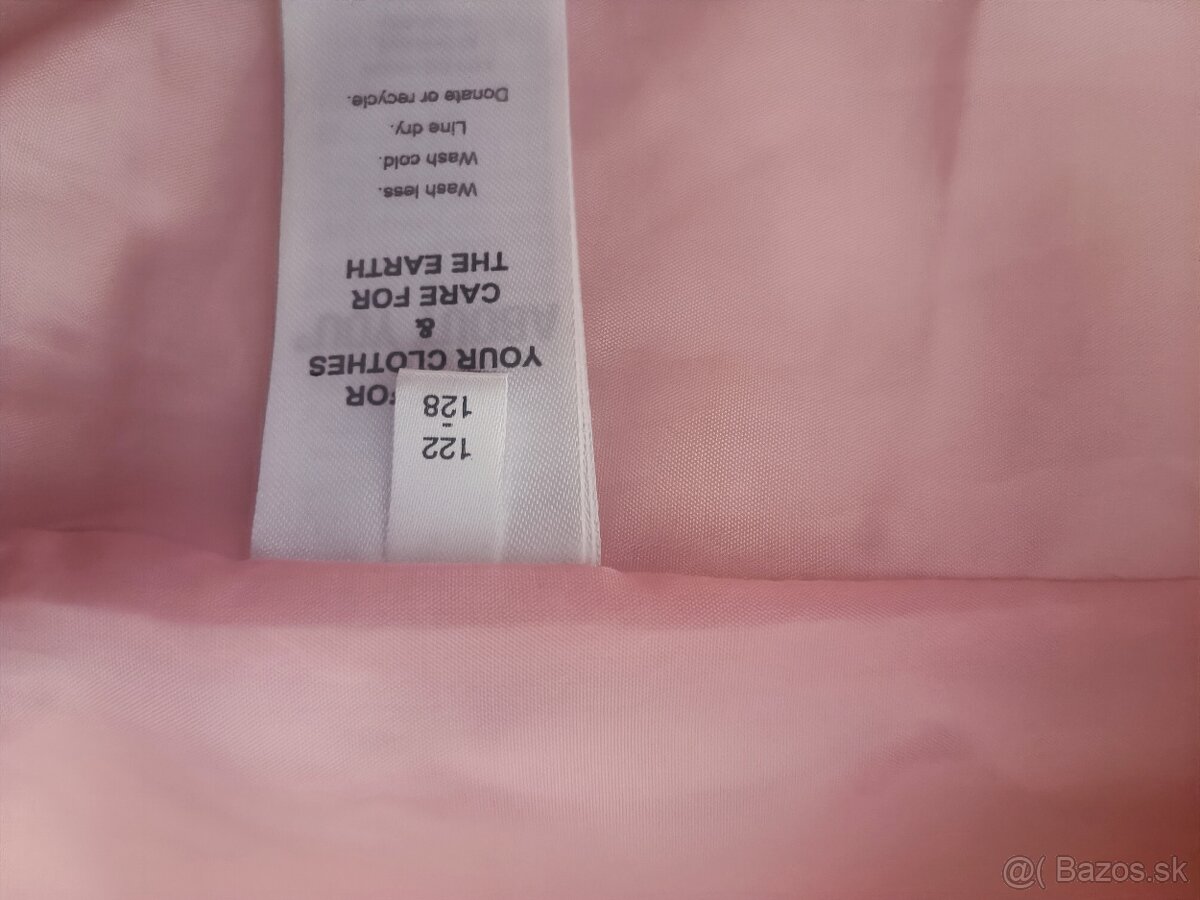 122
-
128
FOR
YOUR CLOTHES
&
CARE FOR
THE EARTH
Wash less.
Wash cold.
Line dry.
Donate or recycle.
@( Bazos.sk